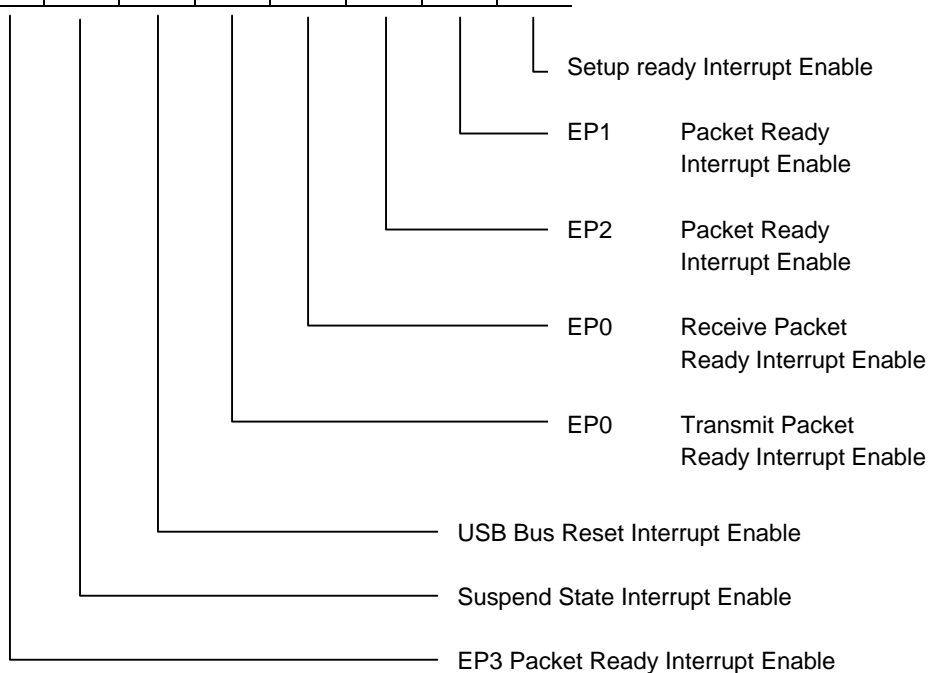 Setup ready Interrupt Enable
EP1 Packet Ready
Interrupt Enable
EP2 Packet Ready
Interrupt Enable
EP0 Receive Packet
Ready Interrupt Enable
EP0 Transmit Packet
Ready Interrupt Enable
USB Bus Reset Interrupt Enable
Suspend State Interrupt Enable
EP3 Packet Ready Interrupt Enable